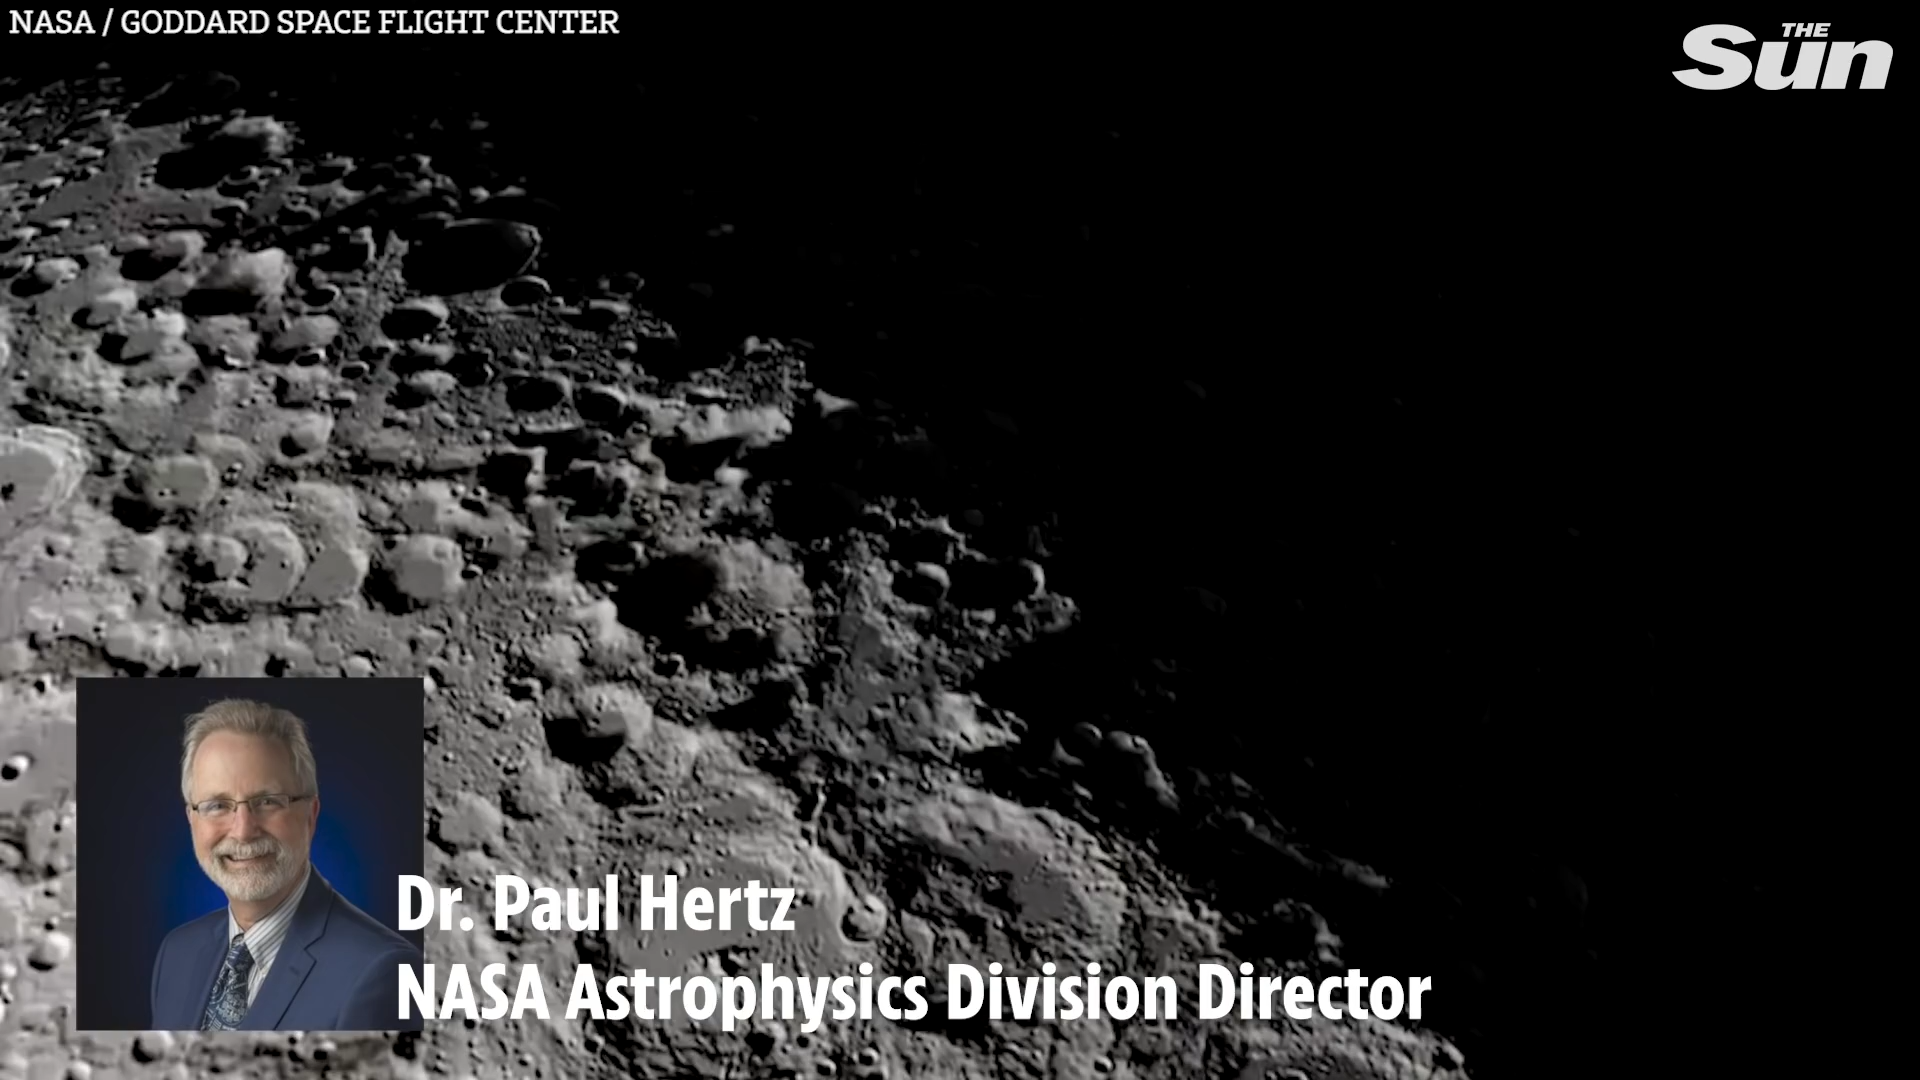 NASA / GODDARD SPACE FLIGHT CENTER
THE
Sun
Dr. Paul Hertz
NASA Astrophysics Division Director